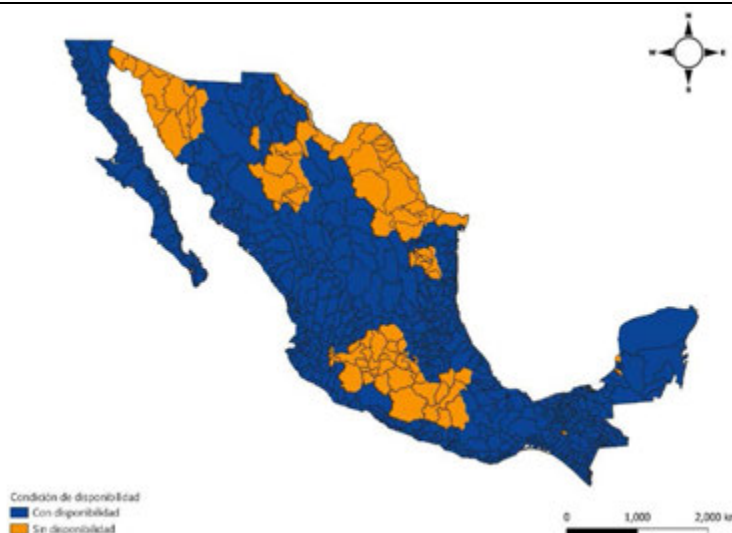 N
W E
S
Condición de disponibilidad
Con disponibilidad
Sin disponibilidad
0 1,000 2,000 k